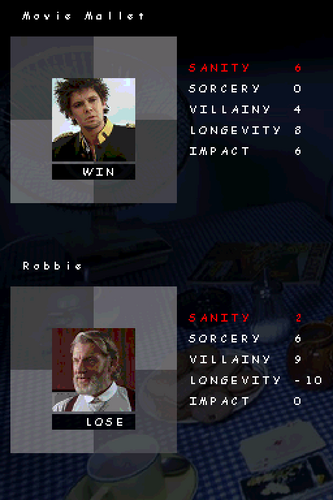 Movie Mallet
SANITY 6
SORCERY 0
VILLAINY 4
LONGEVITY 8
IMPACT 6
WIN
Robbie
SANITY 2
SORCERY 6
VILLAINY 9
LONGEVITY -10
IMPACT 0
LOSE